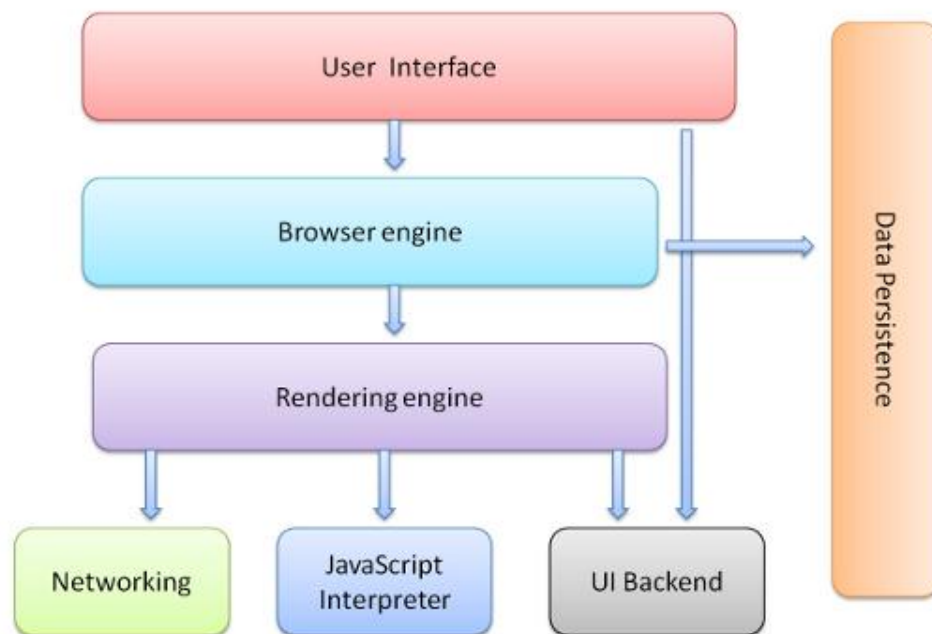 User Interface
Browser engine
Data Persistence
Rendering engine
Networking
JavaScript
Interpreter
UI Backend